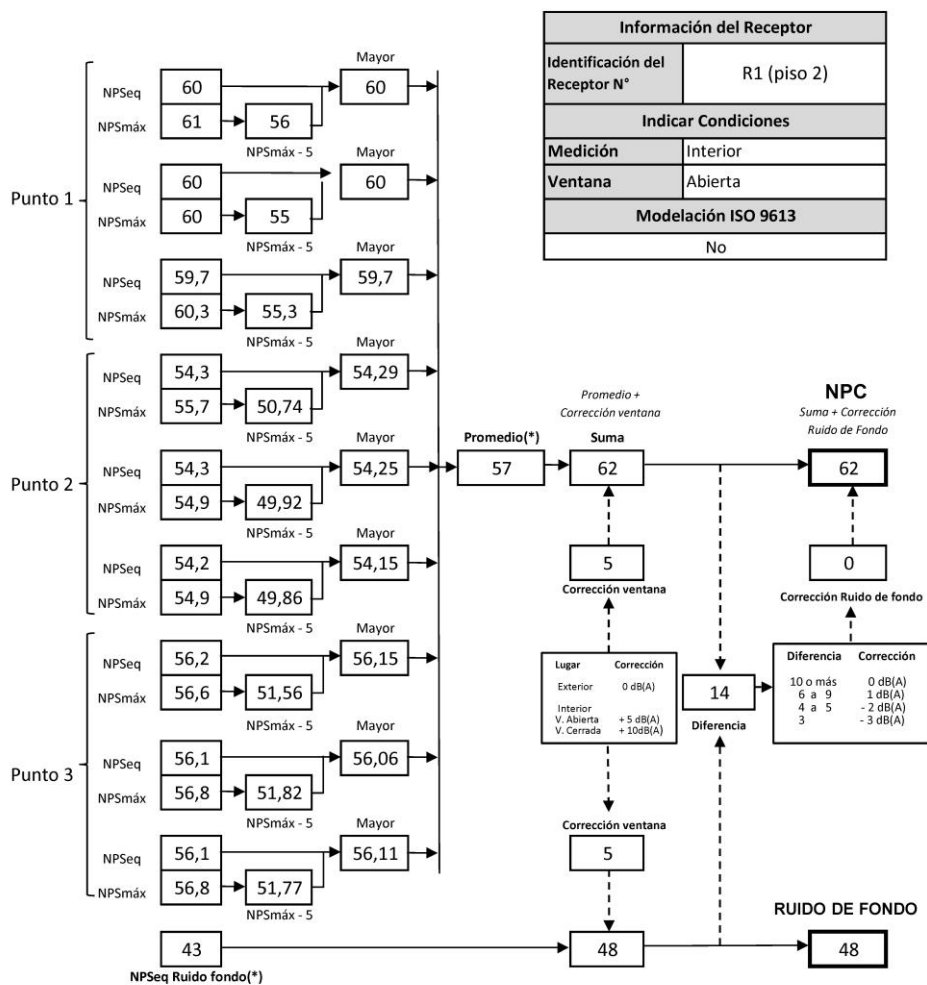 Información del Receptor
Identificación del Receptor N°
R1 (piso 2)
Indicar Condiciones
Medición Interior
Ventana Abierta
Modelación ISO 9613
No
Punto 1
Mayor
NPSeq 60 60
NPSmáx 61 56
NPSmáx - 5
Mayor
NPSeq 60 60
NPSmáx 60 55
NPSmáx - 5
Mayor
NPSeq 59,7 59,7
NPSmáx 60,3 55,3
NPSmáx - 5
Punto 2
Mayor
NPSeq 54,3 54,29
NPSmáx 55,7 50,74
NPSmáx - 5
Mayor
NPSeq 54,3 54,25
NPSmáx 54,9 49,92
NPSmáx - 5
Mayor
NPSeq 54,2 54,15
NPSmáx 54,9 49,86
NPSmáx - 5
Punto 3
Mayor
NPSeq 56,2 56,15
NPSmáx 56,6 51,56
NPSmáx - 5
Mayor
NPSeq 56,1 56,06
NPSmáx 56,8 51,82
NPSmáx - 5
Mayor
NPSeq 56,1 56,11
NPSmáx 56,8 51,77
NPSmáx - 5
43
NPSeq Ruido fondo(*)
Promedio(*)
57
Promedio +
Corrección ventana
Suma
62
5
Corrección ventana
Lugar Corrección
Exterior 0 dB(A)
Interior
V. Abierta + 5 dB(A)
V. Cerrada + 10dB(A)
Corrección ventana
5
48
14
Diferencia
NPC
Suma + Corrección
Ruido de Fondo
62
0
Corrección Ruido de fondo
Diferencia Corrección
10 o más 0 dB(A)
6 a 9 1 dB(A)
4 a 5 - 2 dB(A)
3 - 3 dB(A)
RUIDO DE FONDO
48